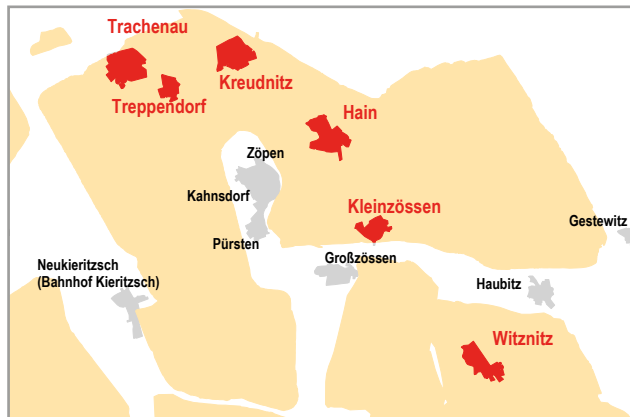 Trachenau
Kreudnitz
Treppendorf
Hain
Zöpen
Kahnsdorf
Kleinzössen
Gestewitz
Pürsten
Großzössen
Neukieritzsch
(Bahnhof Kieritzsch)
Haubitz
Witznitz